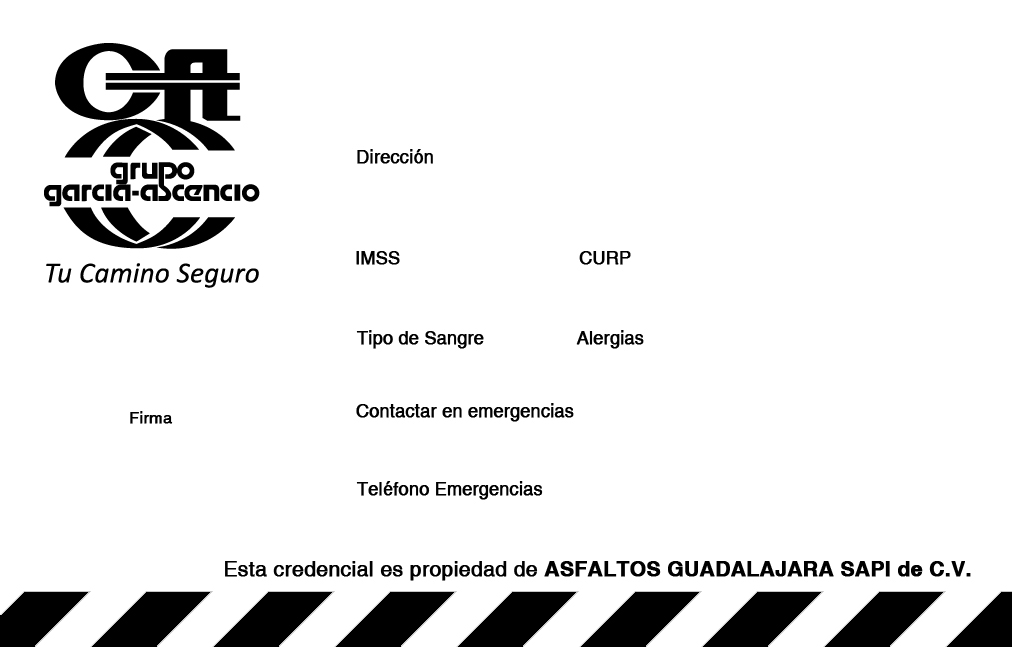 GA
grupo
garcia-ascencio
Tu Camino Seguro
Dirección
IMSS
CURP
Tipo de Sangre
Alergias
Firma
Contactar en emergencias
Teléfono Emergencias
Esta credencial es propiedad de ASFALTOS GUADALAJARA SAPI de C.V.